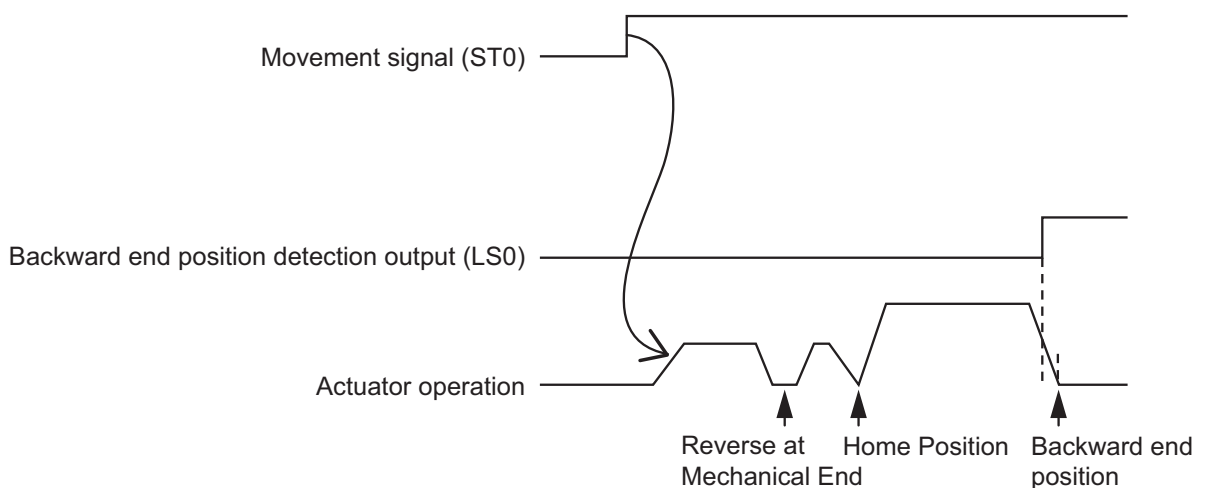 Movement signal (ST0)
Backward end position detection output (LS0)
Actuator operation
Reverse at
Mechanical End
Home Position
Backward end
position